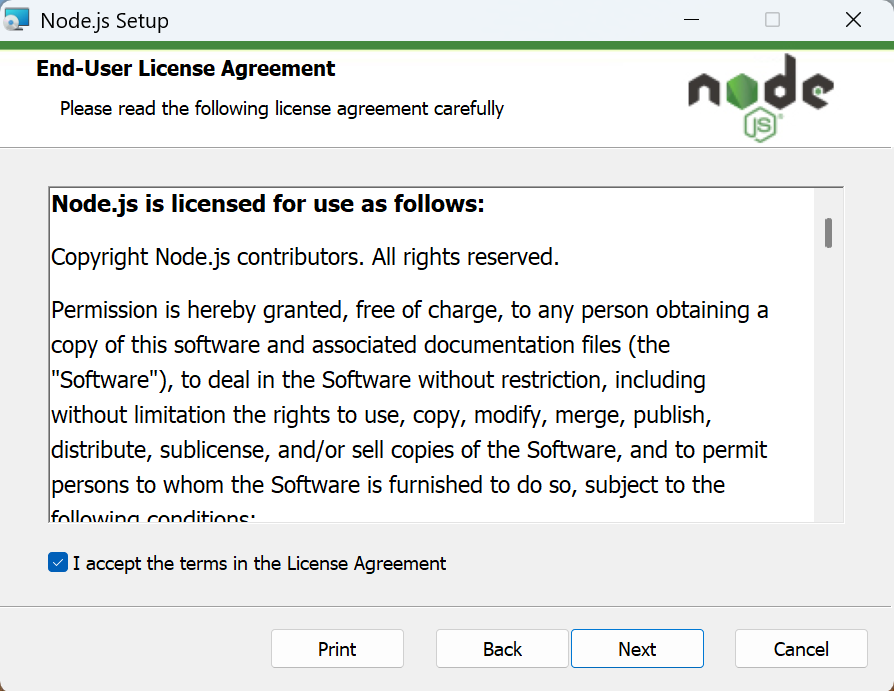 Node.js Setup
End-User License Agreement
Please read the following license agreement carefully
node
JS
Node.js is licensed for use as follows:
Copyright Node.js contributors. All rights reserved.
Permission is hereby granted, free of charge, to any person obtaining a
copy of this software and associated documentation files (the
"Software"), to deal in the Software without restriction, including
without limitation the rights to use, copy, modify, merge, publish,
distribute, sublicense, and/or sell copies of the Software, and to permit
persons to whom the Software is furnished to do so, subject to the
following conditions:
I accept the terms in the License Agreement
Print
Back
Next
Cancel